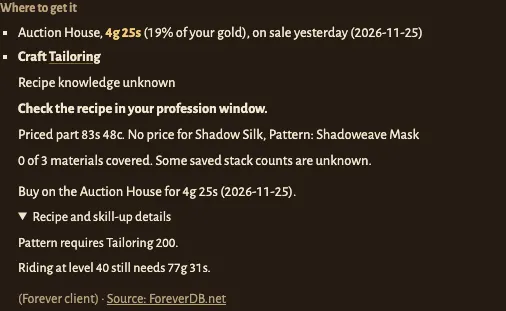 Where to get it
▪ Auction House, 4g 25s (19% of your gold), on sale yesterday (2026-11-25)
▪ Craft Tailoring
Recipe knowledge unknown
Check the recipe in your profession window.
Priced part 83s 48c. No price for Shadow Silk, Pattern: Shadoweave Mask
0 of 3 materials covered. Some saved stack counts are unknown.
Buy on the Auction House for 4g 25s (2026-11-25).
▼ Recipe and skill-up details
Pattern requires Tailoring 200.
Riding at level 40 still needs 77g 31s.
(Forever client) · Source: ForeverDB.net